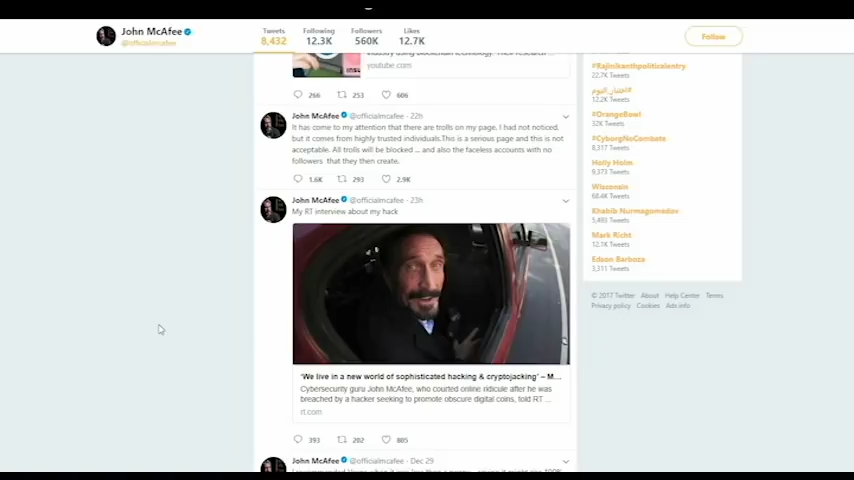 John McAfee
@officialmcafee
Tweets
8,432
Following
12.3K
Followers
560K
Likes
12.7K
Follow
youtube.com
266 253 606
John McAfee @officialmcafee · 22h
It has come to my attention that there are trolls on my page. I had not noticed,
but it comes from highly trusted individuals.This is a serious page and this is not
acceptable. All trolls will be blocked ... and also the faceless accounts with no
followers that they then create.
1.6K 293 2.9K
John McAfee @officialmcafee · 23h
My RT interview about my hack
'We live in a new world of sophisticated hacking & cryptojacking' – M...
Cybersecurity guru John McAfee, who courted online ridicule after he was
breached by a hacker seeking to promote obscure digital coins, told RT ...
rt.com
393 202 805
John McAfee @officialmcafee · Dec 29
#Rajinikanthpoliticalentry
22.7K Tweets
12.2K Tweets
#OrangeBowl
32K Tweets
#CyborgNoCombate
8,317 Tweets
Holly Holm
9,373 Tweets
Wisconsin
68.4K Tweets
Khabib Nurmagomedov
5,493 Tweets
Mark Richt
12.1K Tweets
Edson Barboza
3,311 Tweets
© 2017 Twitter About Help Center Terms
Privacy policy Cookies Ads info